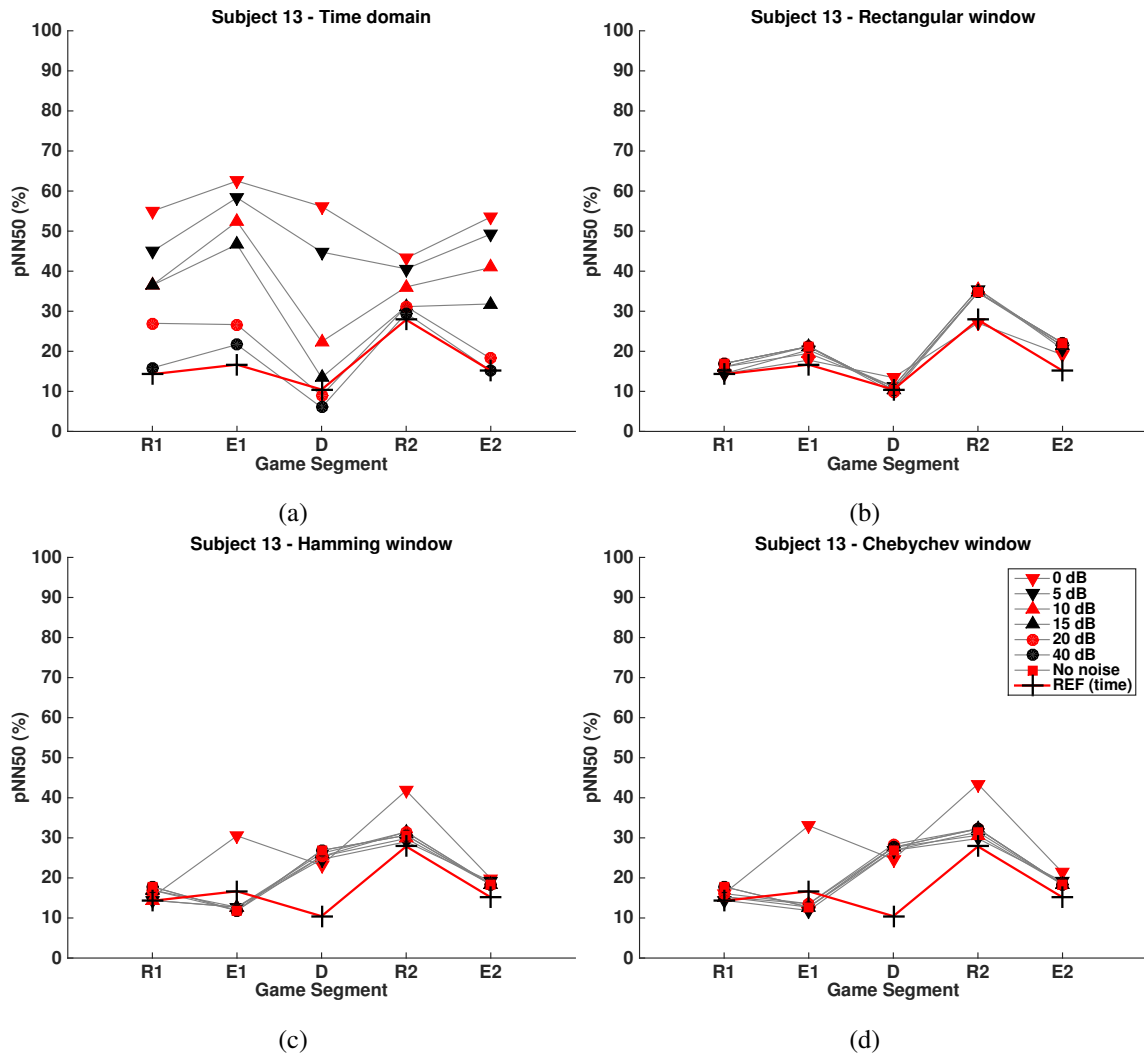 Subject 13 - Time domain
100
90
80
70
60
50
40
30
20
10
0
pNN50 (%)
R1 E1 D R2 E2
Game Segment
(a)
Subject 13 - Rectangular window
100
90
80
70
60
50
40
30
20
10
0
pNN50 (%)
R1 E1 D R2 E2
Game Segment
(b)
Subject 13 - Hamming window
100
90
80
70
60
50
40
30
20
10
0
pNN50 (%)
R1 E1 D R2 E2
Game Segment
(c)
Subject 13 - Chebychev window
100
90
80
70
60
50
40
30
20
10
0
pNN50 (%)
0 dB
5 dB
10 dB
15 dB
20 dB
40 dB
No noise
REF (time)
R1 E1 D R2 E2
Game Segment
(d)